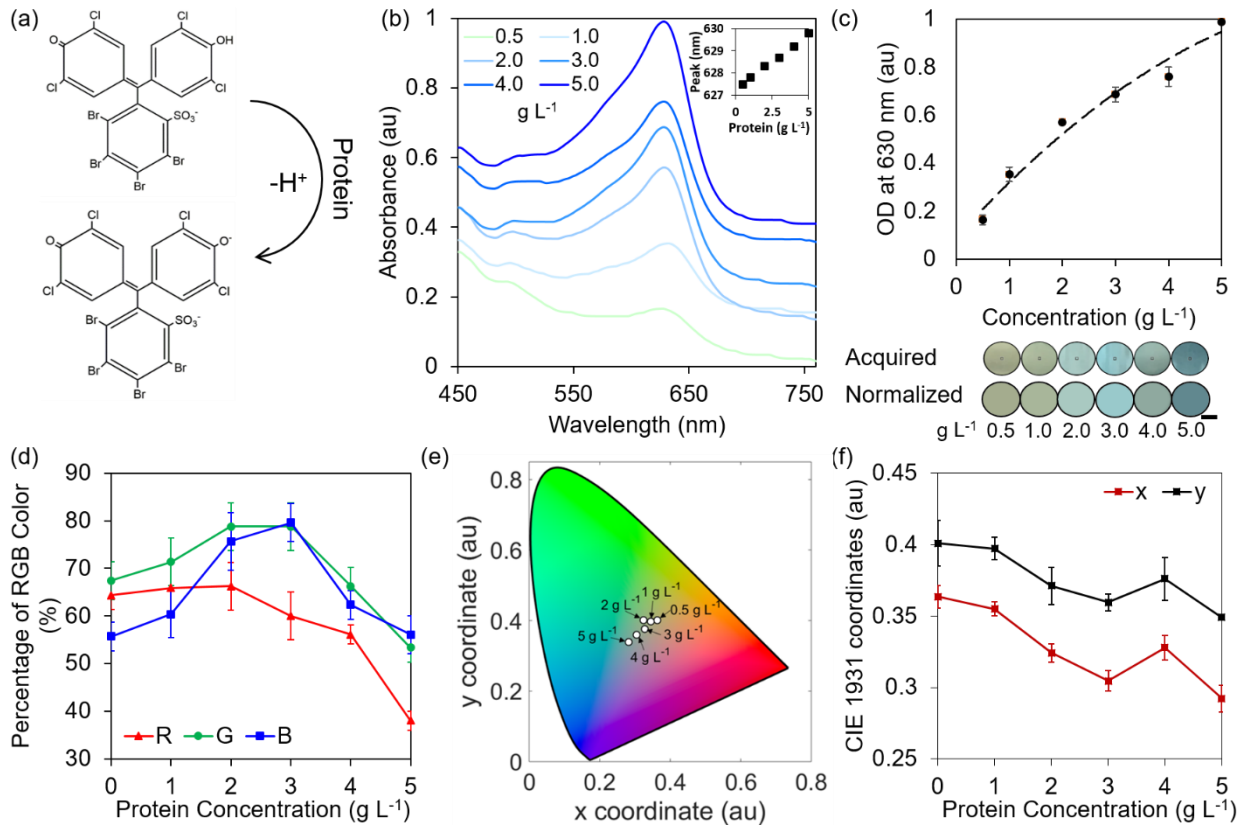 (a)
Cl
Cl
O
OH
Cl
Cl
Br
SO₃⁻
Br
Br
Br
-H⁺
Protein
Cl
Cl
O
O⁻
Cl
Cl
Br
SO₃⁻
Br
Br
Br
(b)
Absorbance (au)
1
0.8
0.6
0.4
0.2
0
450
550
650
750
Wavelength (nm)
0.5
1.0
2.0
3.0
4.0
5.0
g L⁻¹
Peak (nm)
630
629
628
627
0
2.5
5
Protein (g L⁻¹)
(c)
OD at 630 nm (au)
1
0.8
0.6
0.4
0.2
0
0
1
2
3
4
5
Concentration (g L⁻¹)
Acquired
Normalized
g L⁻¹
0.5
1.0
2.0
3.0
4.0
5.0
(d)
Percentage of RGB Color
(%)
90
80
70
60
50
40
30
R
G
B
0
1
2
3
4
5
Protein Concentration (g L⁻¹)
(e)
y coordinate (au)
0.8
0.6
0.4
0.2
0
2 g L⁻¹
1 g L⁻¹
0.5 g L⁻¹
5 g L⁻¹
3 g L⁻¹
4 g L⁻¹
0
0.2
0.4
0.6
0.8
x coordinate (au)
(f)
CIE 1931 coordinates (au)
0.45
0.4
0.35
0.3
0.25
x
y
0
1
2
3
4
5
Protein Concentration (g L⁻¹)